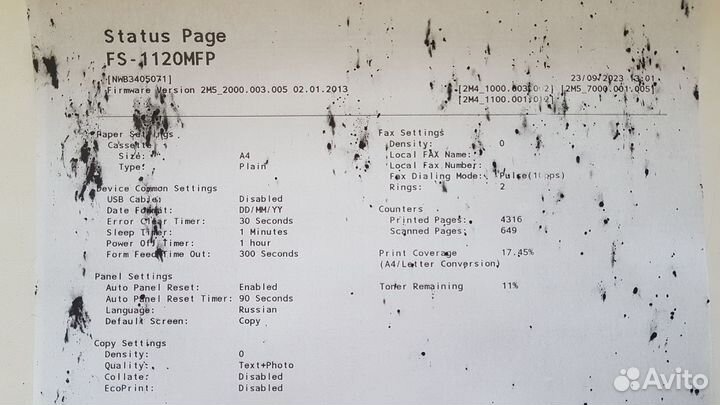 Status Page
FS-1120MFP
[NWB3405071] 23/09/2023 13:01
Firmware Version 2M5_2000.003.005 02.01.2013 [2M4_1000.003.012] [2M5_7000.001.005]
[2M4_1100.001.012]
Paper Settings
Cassette
Size: A4
Type: Plain
Device Common Settings
USB Cable: Disabled
Date Format: DD/MM/YY
Error Clear Timer: 30 Seconds
Sleep Timer: 1 Minutes
Power Off Timer: 1 hour
Form Feed Time Out: 300 Seconds
Panel Settings
Auto Panel Reset: Enabled
Auto Panel Reset Timer: 90 Seconds
Language: Russian
Default Screen: Copy
Copy Settings
Density: 0
Quality: Text+Photo
Collate: Disabled
EcoPrint: Disabled
Fax Settings
Density: 0
Local FAX Name:
Local Fax Number:
Fax Dialing Mode: Pulse(10pps)
Rings: 2
Counters
Printed Pages: 4316
Scanned Pages: 649
Print Coverage 17.45%
(A4/Letter Conversion)
Toner Remaining 11%
Avito